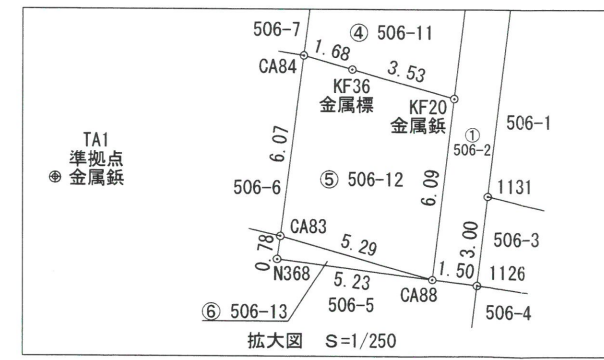 506-7
④ 506-11
CA84
1.68
3.53
KF36
金属標
KF20
金属鋲
①
506-2
506-1
TA1
準拠点
金属鋲
6.07
506-6
⑤ 506-12
6.09
1131
3.00
506-3
CA83
0.78
5.29
N368
5.23
1.50
1126
CA88
⑥ 506-13
506-5
506-4
拡大図 S=1/250